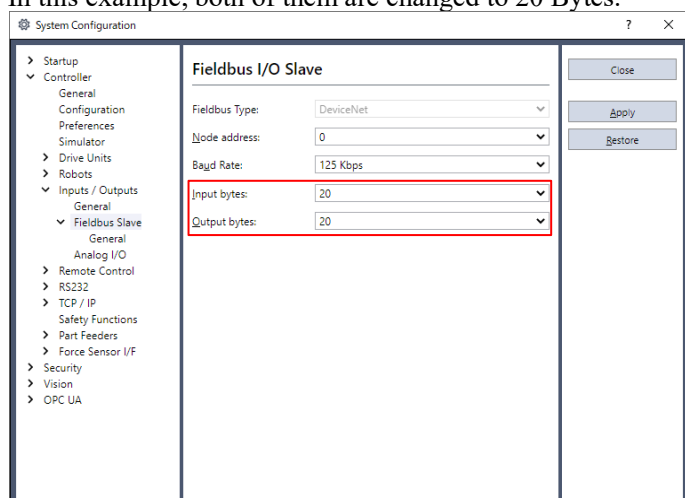 In this example, both of them are changed to 20 Bytes.
System Configuration ? ×
Startup
Controller
General
Configuration
Preferences
Simulator
Drive Units
Robots
Inputs / Outputs
General
Fieldbus Slave
General
Analog I/O
Remote Control
RS232
TCP / IP
Safety Functions
Part Feeders
Force Sensor I/F
Security
Vision
OPC UA
Fieldbus I/O Slave
Fieldbus Type: DeviceNet
Node address: 0
Baud Rate: 125 Kbps
Input bytes: 20
Output bytes: 20
Close
Apply
Restore